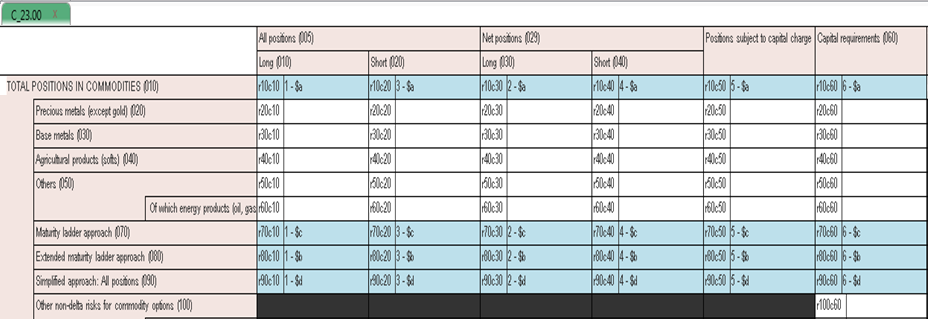 C_23.00 x
All positions (005) Net positions (029) Positions subject to capital charge Capital requirements (060)
Long (010) Short (020) Long (030) Short (040)
TOTAL POSITIONS IN COMMODITIES (010) r10c10 1 - $a r10c20 3 - $a r10c30 2 - $a r10c40 4 - $a r10c50 5 - $a r10c60 6 - $a
Precious metals (except gold) (020) r20c10 r20c20 r20c30 r20c40 r20c50 r20c60
Base metals (030) r30c10 r30c20 r30c30 r30c40 r30c50 r30c60
Agricultural products (softs) (040) r40c10 r40c20 r40c30 r40c40 r40c50 r40c60
Others (050) r50c10 r50c20 r50c30 r50c40 r50c50 r50c60
Of which energy products (oil, gas r60c10 r60c20 r60c30 r60c40 r60c50 r60c60
Maturity ladder approach (070) r70c10 1 - $c r70c20 3 - $c r70c30 2 - $c r70c40 4 - $c r70c50 5 - $c r70c60 6 - $c
Extended maturity ladder approach (080) r80c10 1 - $b r80c20 3 - $b r80c30 2 - $b r80c40 4 - $b r80c50 5 - $b r80c60 6 - $b
Simplified approach: All positions (090) r90c10 1 - $d r90c20 3 - $d r90c30 2 - $d r90c40 4 - $d r90c50 5 - $d r90c60 6 - $d
Other non-delta risks for commodity options (100) r100c60